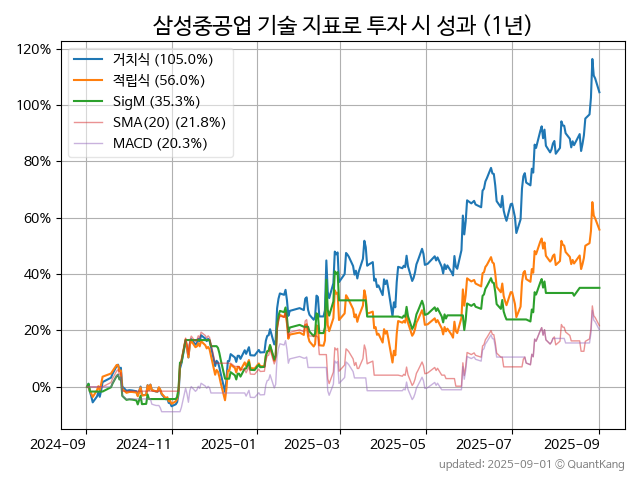 삼성중공업 기술 지표로 투자 시 성과 (1년)
120%
100%
80%
60%
40%
20%
0%
거치식 (105.0%)
적립식 (56.0%)
SigM (35.3%)
SMA(20) (21.8%)
MACD (20.3%)
2024-09
2024-11
2025-01
2025-03
2025-05
2025-07
2025-09
updated: 2025-09-01 © QuantKang